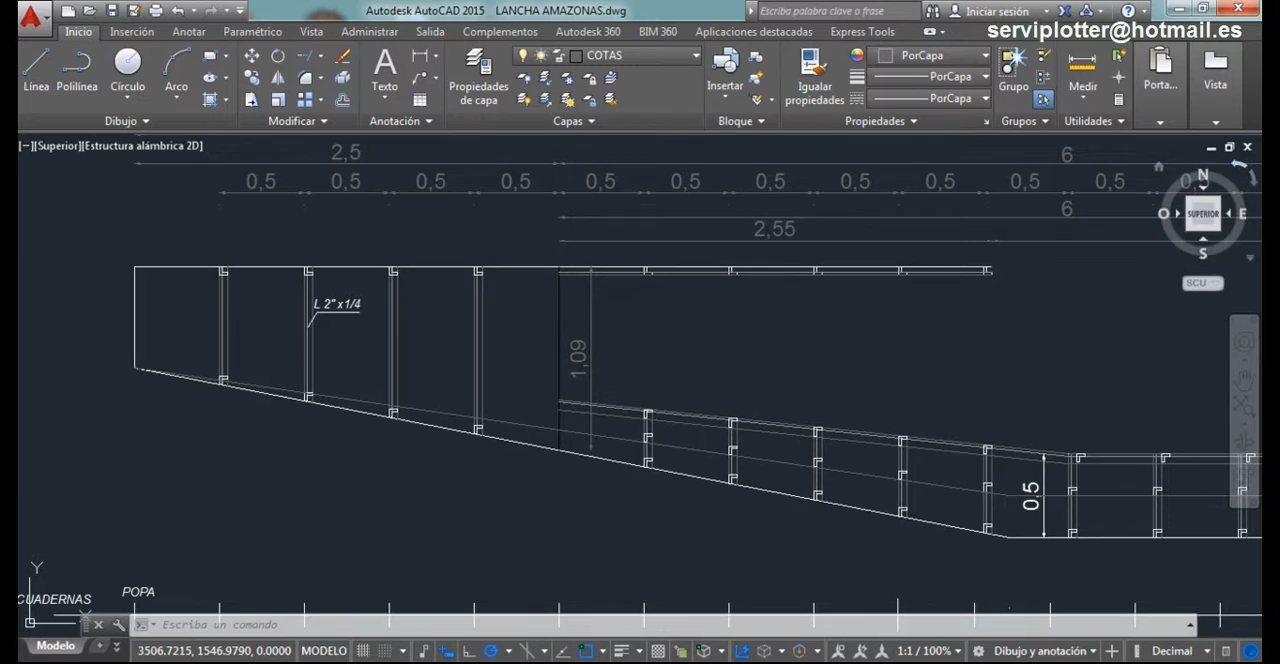 Autodesk AutoCAD 2015 LANCHA AMAZONAS.dwg
Escriba palabra clave o frase
Iniciar sesión
Inicio Inserción Anotar Paramétrico Vista Administrar Salida Complementos Autodesk 360 BIM 360 Aplicaciones destacadas Express Tools
serviplotter@hotmail.es
COTAS
PorCapa
PorCapa
PorCapa
Línea Polilínea Círculo Arco
Texto
Propiedades de capa
Insertar
Igualar propiedades
Grupo
Medir
Porta...
Vista
Dibujo Modificar Anotación Capas Bloque Propiedades Grupos Utilidades
[−][Superior][Estructura alámbrica 2D]
2,5 6
0,5 0,5 0,5 0,5 0,5 0,5 0,5 0,5 0,5 0,5 0,5
6
2,55
N
O SUPERIOR E
S
SCU
L 2"x1/4
1,09
0,5
Y
POPA
CUADERNAS
Escriba un comando
Modelo
3506.7215, 1546.9790, 0.0000 MODELO
1:1 / 100%
Dibujo y anotación
Decimal